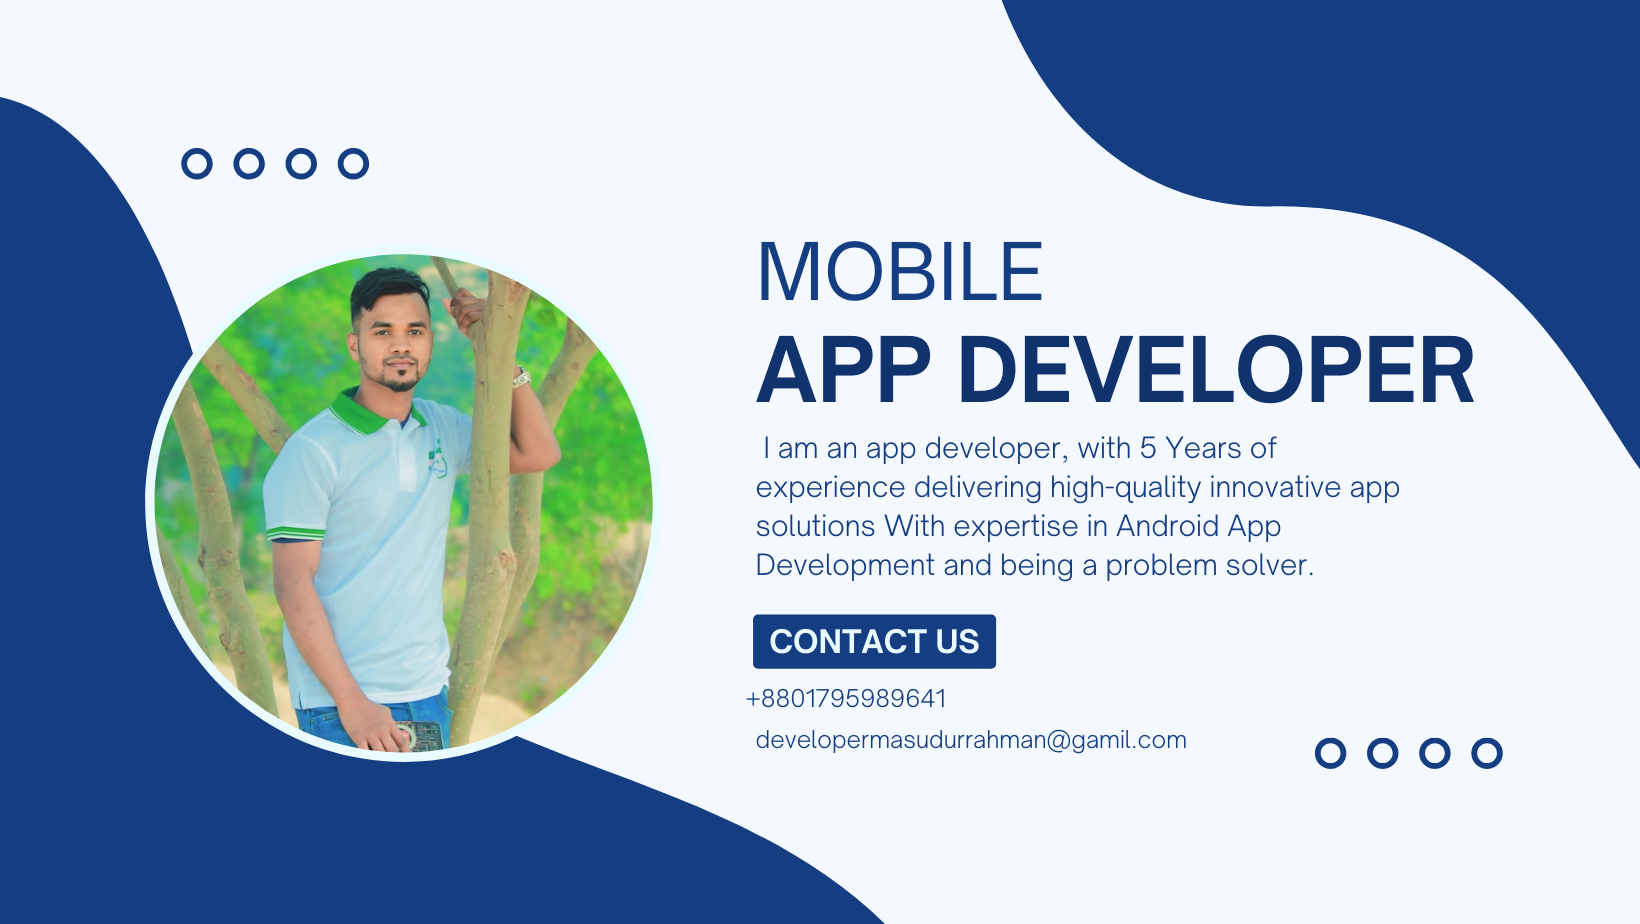 MOBILE
APP DEVELOPER
I am an app developer, with 5 Years of
experience delivering high-quality innovative app
solutions With expertise in Android App
Development and being a problem solver.
CONTACT US
+8801795989641
developermasudurrahman@gamil.com